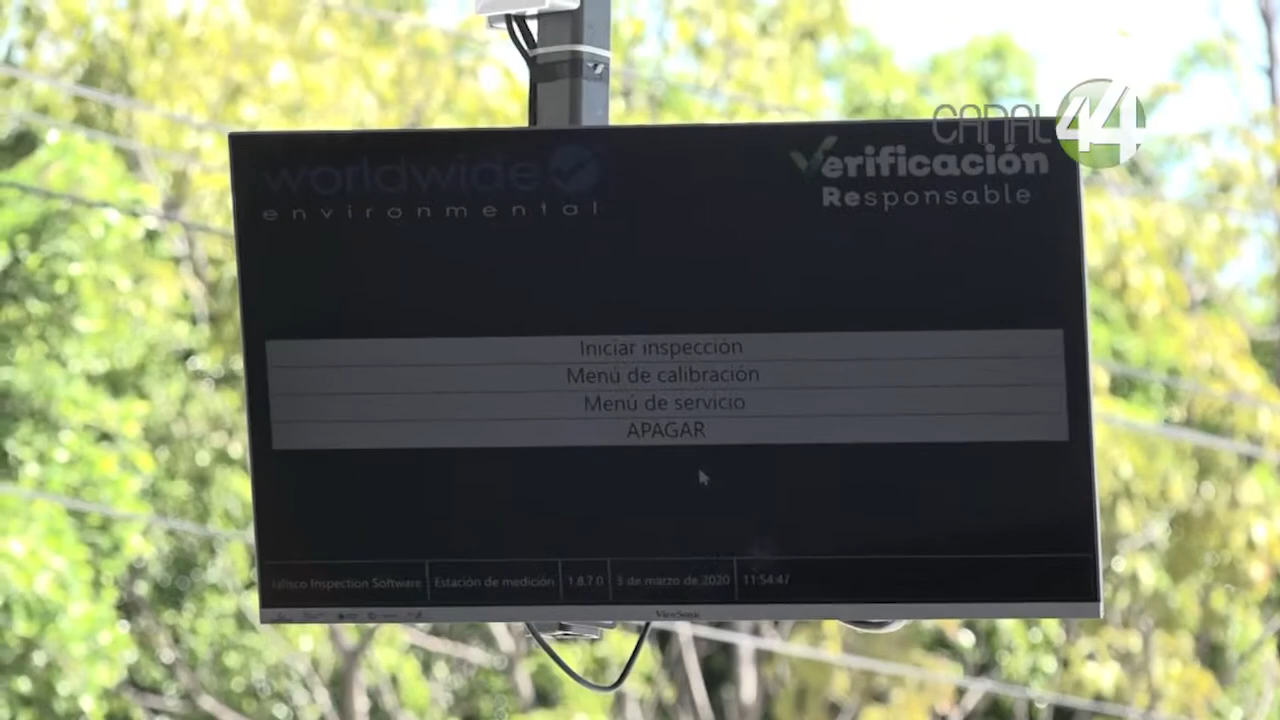 CANAL 44
worldwide
environmental
Verificación
Responsable
Iniciar inspección
Menú de calibración
Menú de servicio
APAGAR
Jalisco Inspection Software
Estación de medición
1.8.7.0
3 de marzo de 2020
11:54:47
ViewSonic